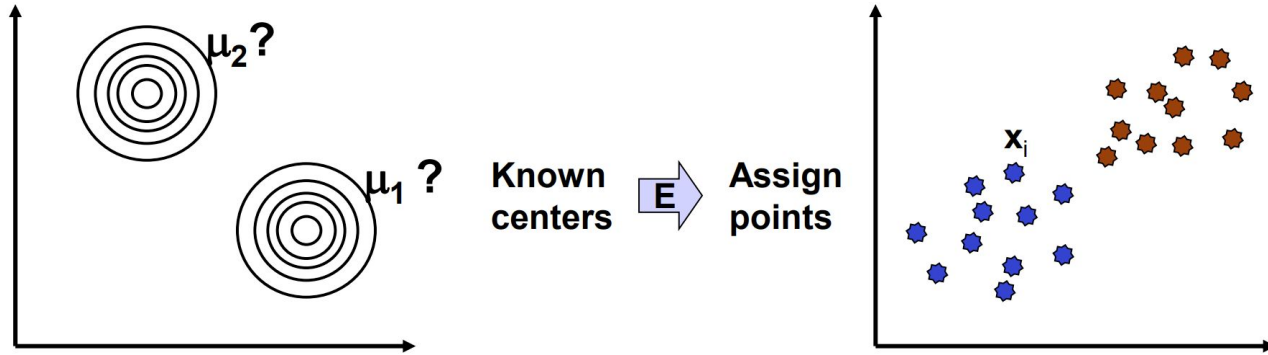 μ₂?
μ₁ ?
Known
centers
E
Assign
points
xᵢ